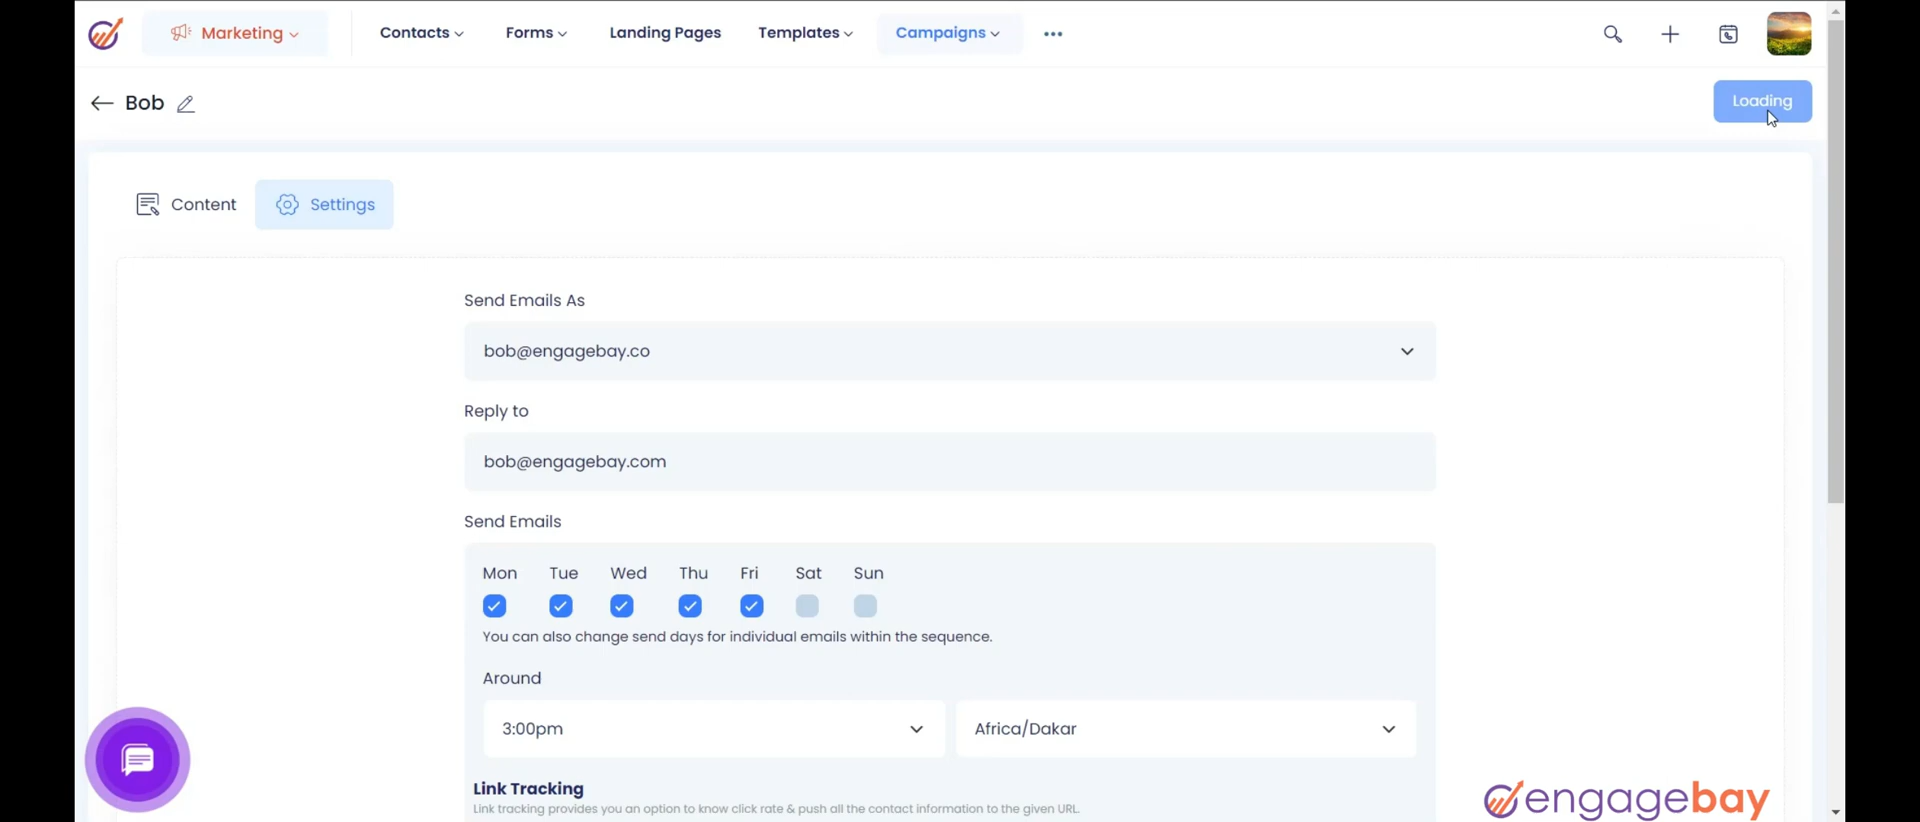 Marketing Contacts Forms Landing Pages Templates Campaigns
Bob Loading
Content Settings
Send Emails As
bob@engagebay.co
Reply to
bob@engagebay.com
Send Emails
Mon Tue Wed Thu Fri Sat Sun
You can also change send days for individual emails within the sequence.
Around
3:00pm Africa/Dakar
Link Tracking
Link tracking provides you an option to know click rate & push all the contact information to the given URL.
engagebay